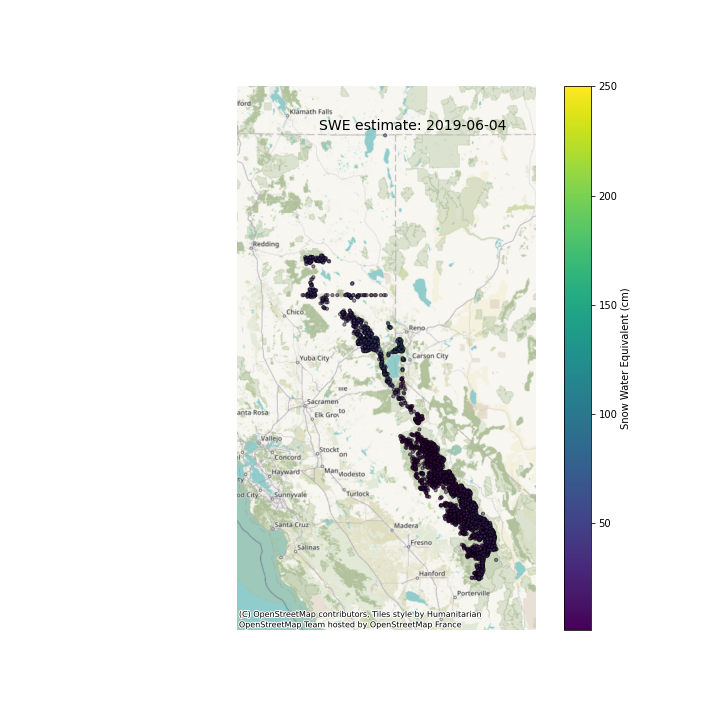 ford
Klamath Falls
SWE estimate: 2019-06-04
Redding
Chico
Reno
Carson City
Yuba City
we
Sacramen
to
anta Rosa
Elk Grov
Vallejo
Stockt
on
Concord
Man
Modesto
Hayward
od City
Sunnyvale
Turlock
Santa Cruz
Madera
Salinas
Fresno
Hanford
Porterville
(C) OpenStreetMap contributors, Tiles style by Humanitarian
OpenStreetMap Team hosted by OpenStreetMap France
250
200
150
100
50
Snow Water Equivalent (cm)